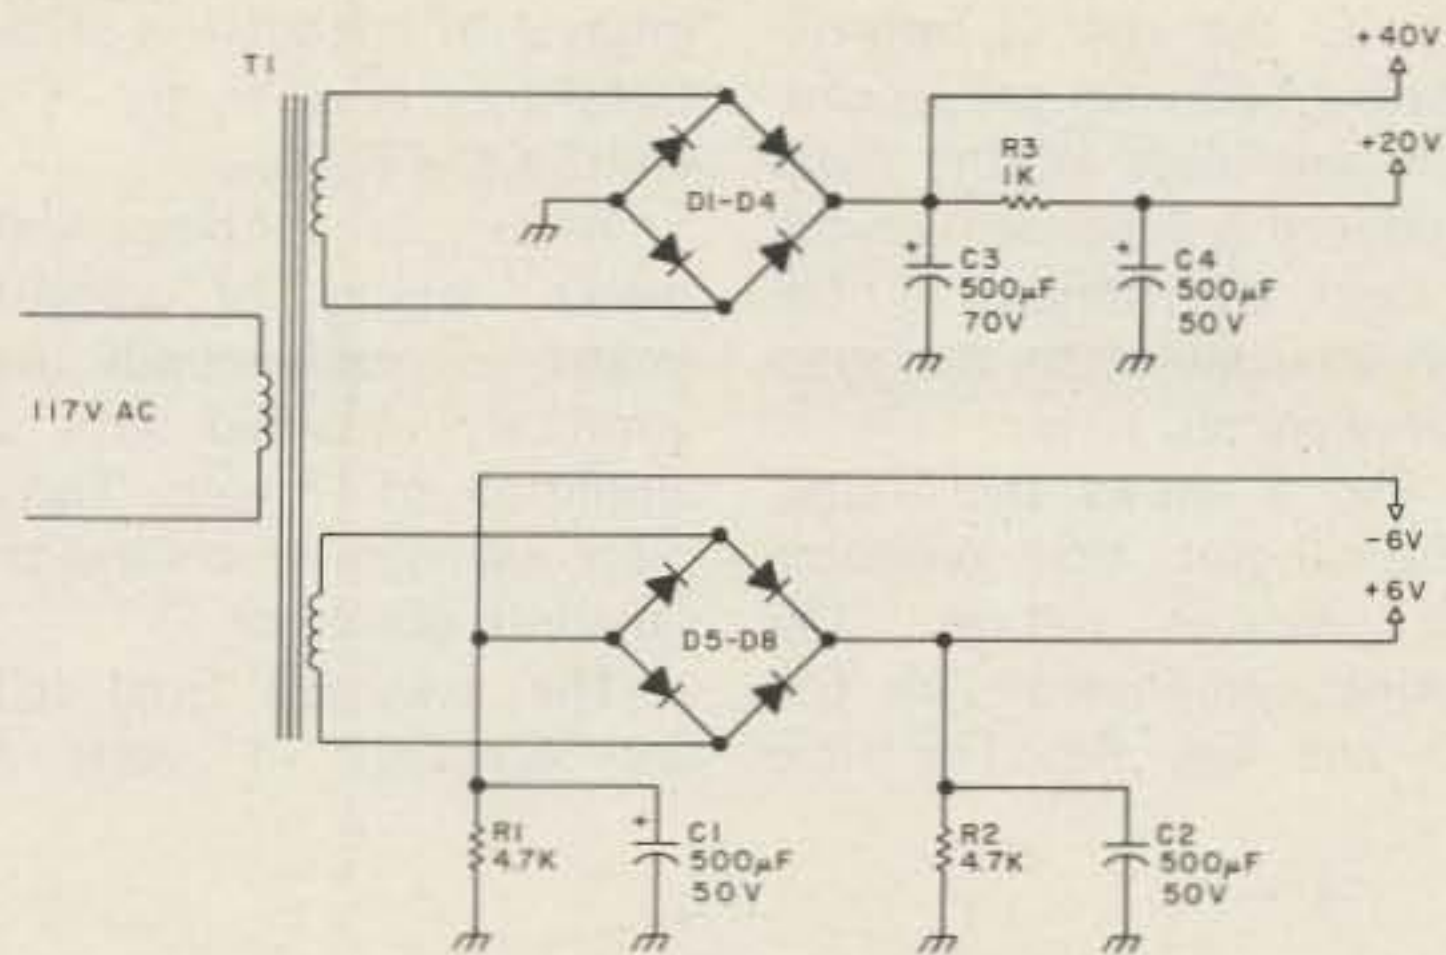 T1
+40V
+20V
R3
1K
D1-D4
+
C3
500µF
70V
+
C4
500µF
50V
117V AC
-6V
+6V
D5-D8
R1
4.7K
+
C1
500µF
50V
R2
4.7K
C2
500µF
50V